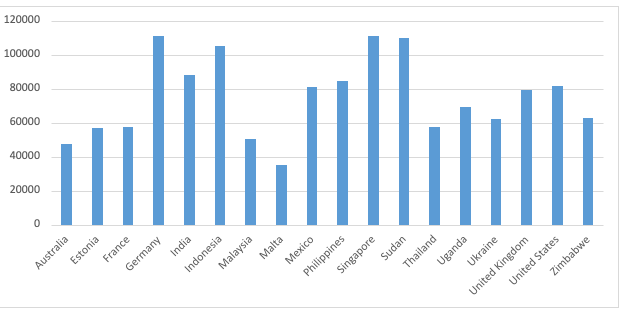 120000
100000
80000
60000
40000
20000
0
Australia
Estonia
France
Germany
India
Indonesia
Malaysia
Malta
Mexico
Philippines
Singapore
Sudan
Thailand
Uganda
Ukraine
United Kingdom
United States
Zimbabwe